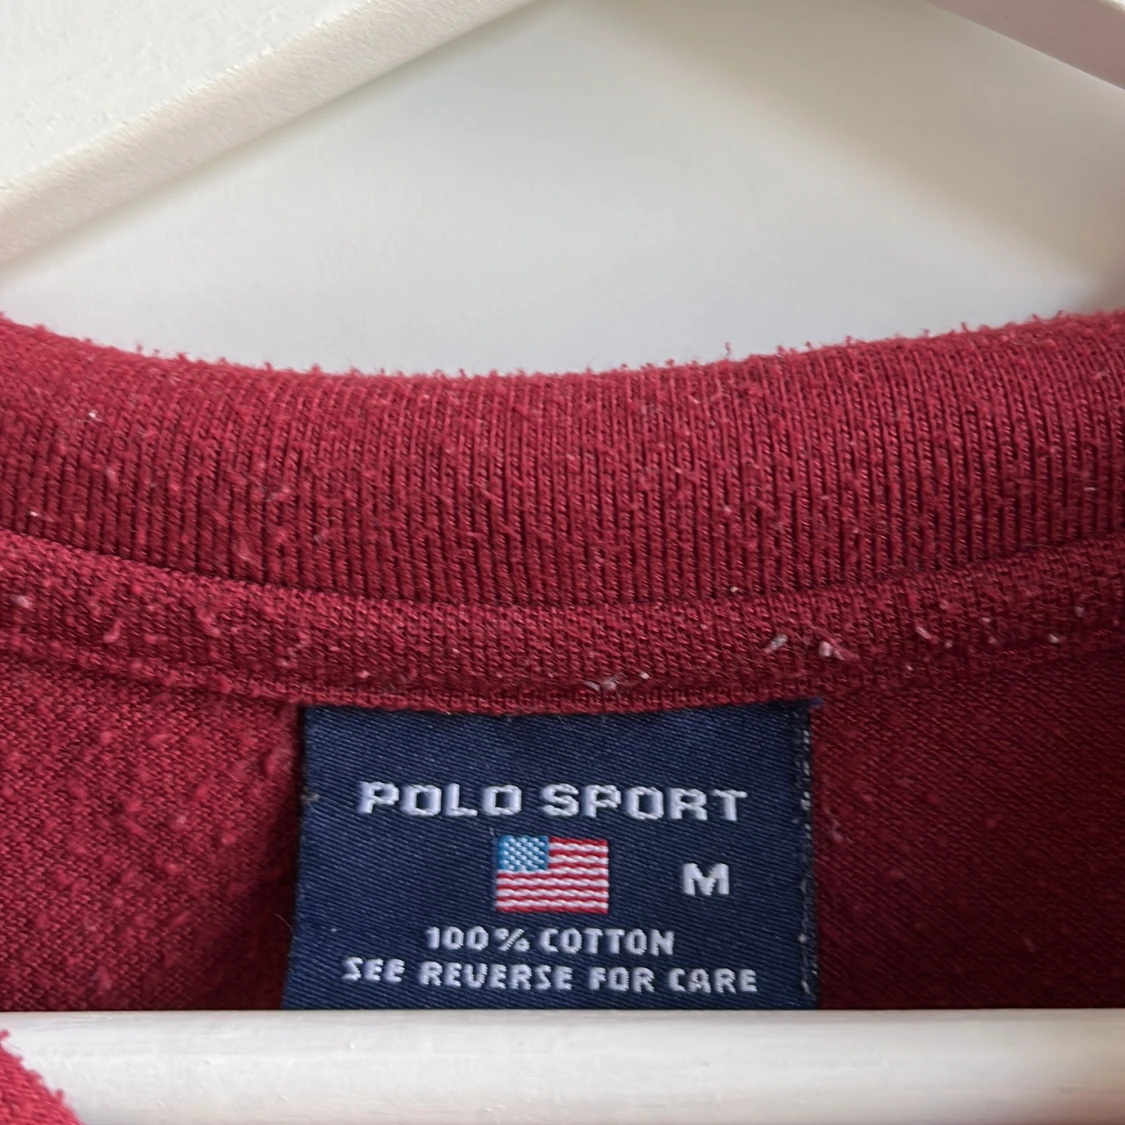 POLO SPORT
M
100% COTTON
SEE REVERSE FOR CARE